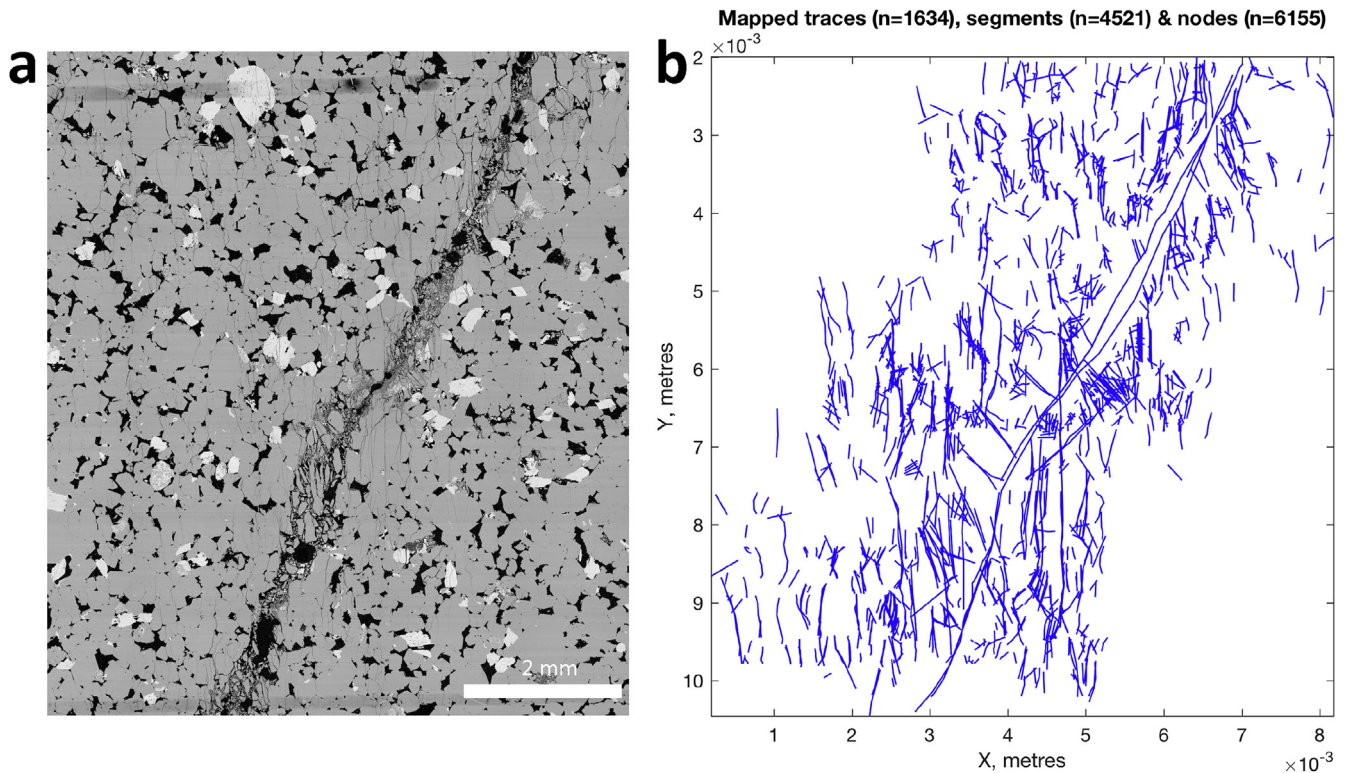 a
2 mm
b
Mapped traces (n=1634), segments (n=4521) & nodes (n=6155)
×10⁻³
2
3
4
5
6
7
8
9
10
Y, metres
1 2 3 4 5 6 7 8
X, metres
×10⁻³